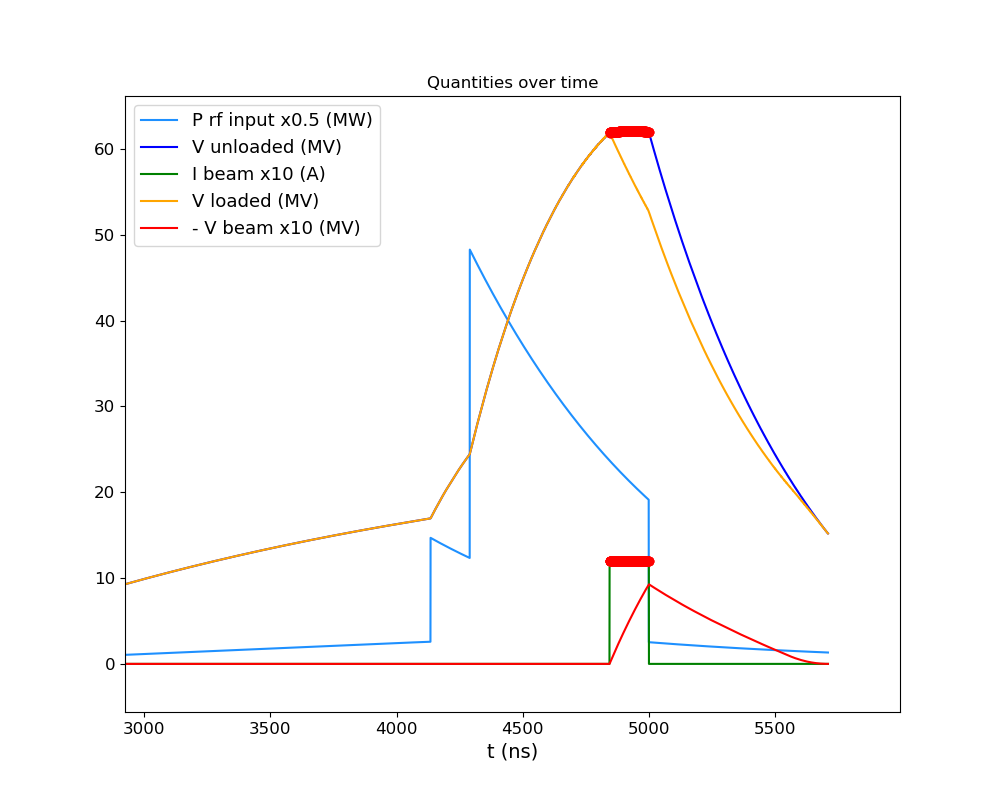 Quantities over time
P rf input x0.5 (MW)
V unloaded (MV)
I beam x10 (A)
V loaded (MV)
- V beam x10 (MV)
60
50
40
30
20
10
0
3000 3500 4000 4500 5000 5500
t (ns)